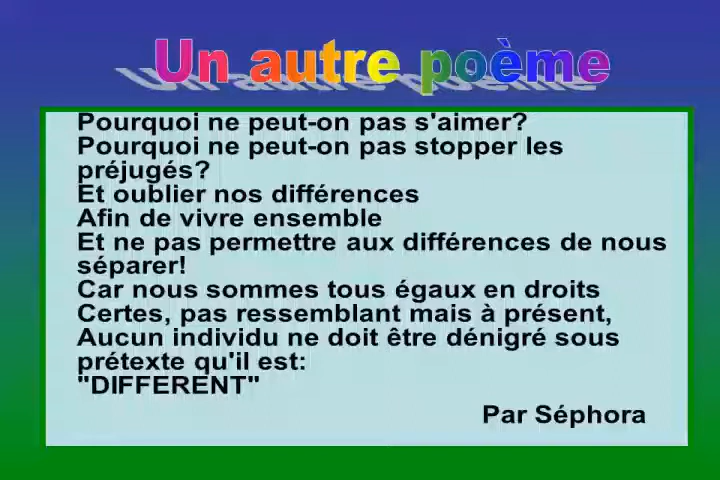 Un autre poème
Pourquoi ne peut-on pas s'aimer?
Pourquoi ne peut-on pas stopper les
préjugés?
Et oublier nos différences
Afin de vivre ensemble
Et ne pas permettre aux différences de nous
séparer!
Car nous sommes tous égaux en droits
Certes, pas ressemblant mais à présent,
Aucun individu ne doit être dénigré sous
prétexte qu'il est:
"DIFFERENT"
Par Séphora